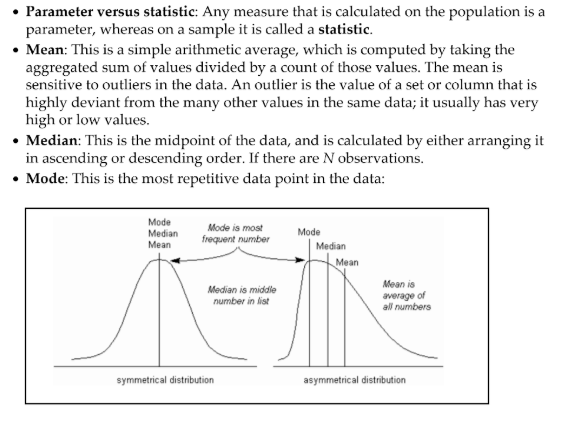 • Parameter versus statistic: Any measure that is calculated on the population is a
parameter, whereas on a sample it is called a statistic.
• Mean: This is a simple arithmetic average, which is computed by taking the
aggregated sum of values divided by a count of those values. The mean is
sensitive to outliers in the data. An outlier is the value of a set or column that is
highly deviant from the many other values in the same data; it usually has very
high or low values.
• Median: This is the midpoint of the data, and is calculated by either arranging it
in ascending or descending order. If there are N observations.
• Mode: This is the most repetitive data point in the data:
Mode
Median
Mean
Mode is most
frequent number
Median is middle
number in list
symmetrical distribution
Mode
Median
Mean
Mean is
average of
all numbers
asymmetrical distribution